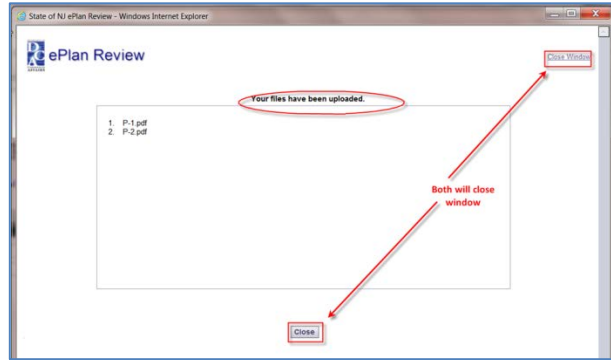 State of NJ ePlan Review - Windows Internet Explorer
ePlan Review
Close Window
Your files have been uploaded.
1. P-1.pdf
2. P-2.pdf
Both will close
window
Close